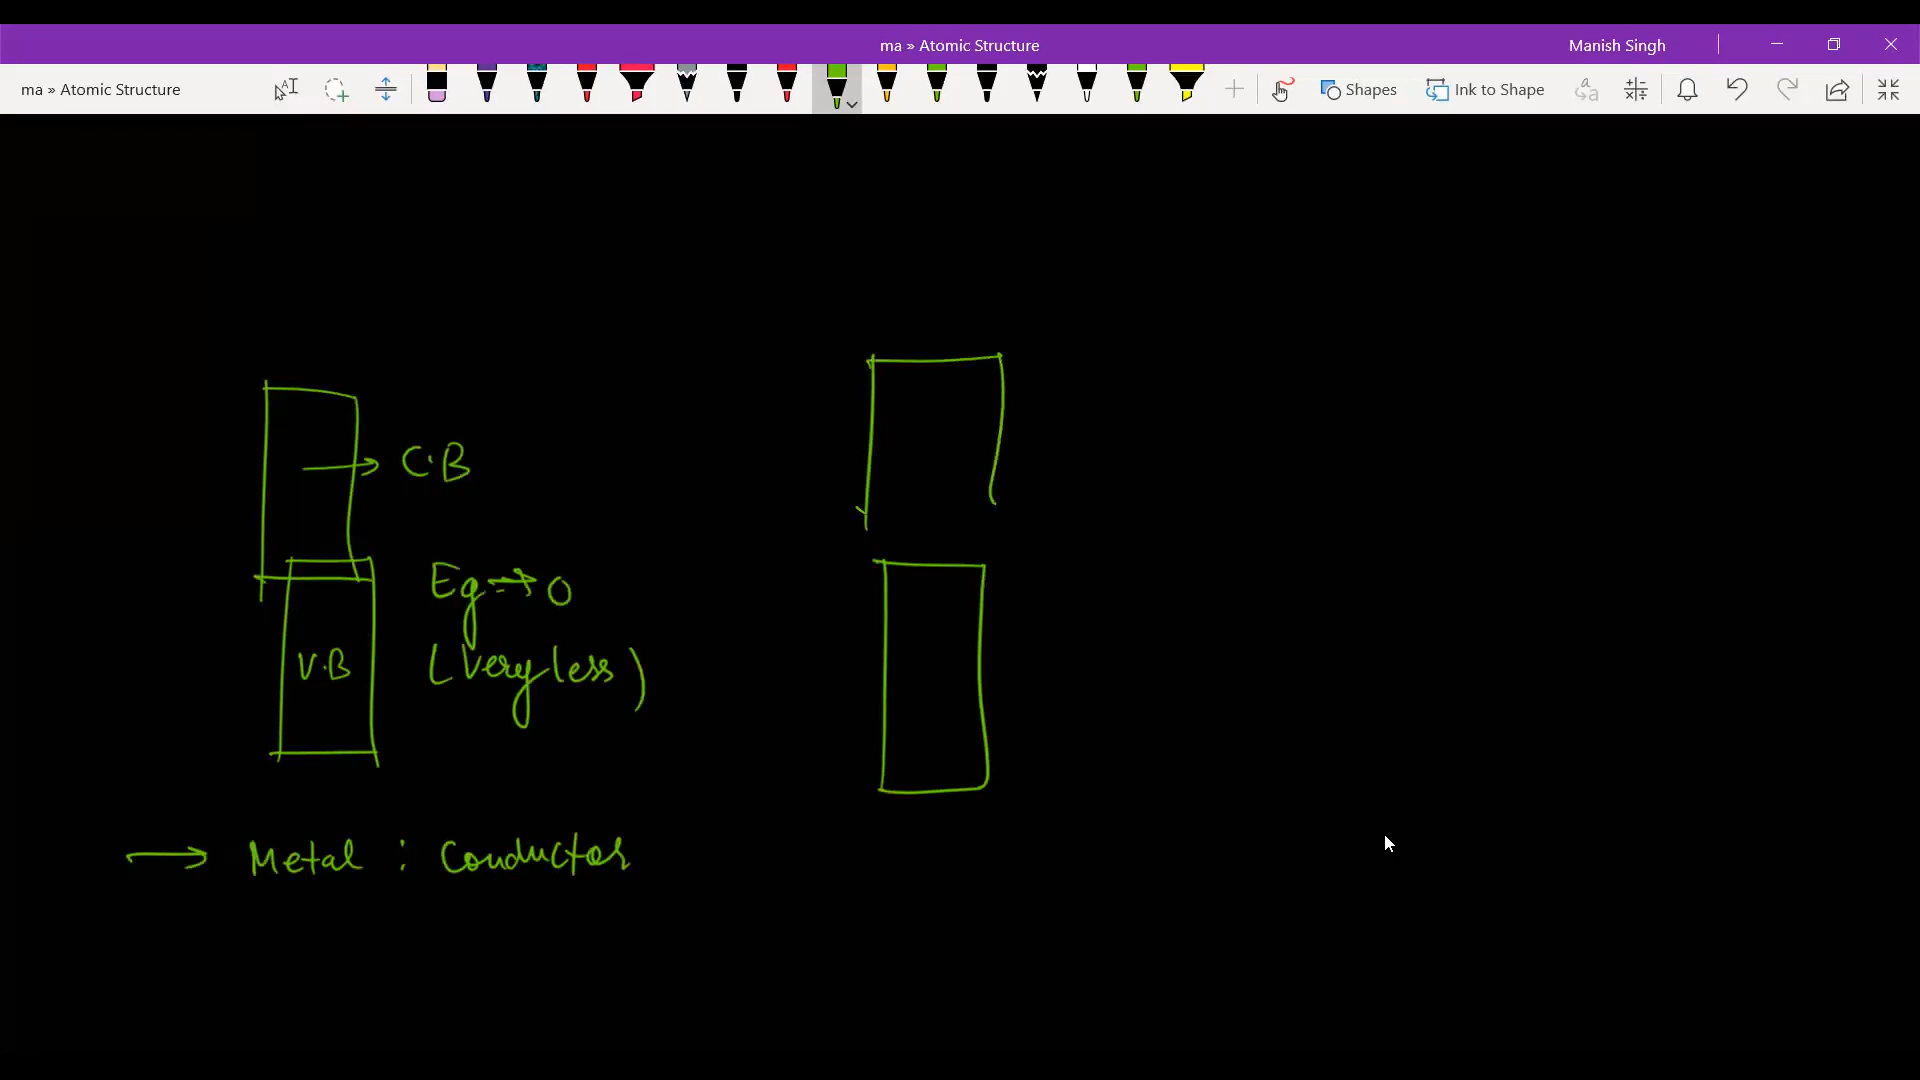 ma » Atomic Structure
Manish Singh
ma » Atomic Structure
Shapes
Ink to Shape
C.B
Eg → 0
V.B
(Very less)
→ Metal : Conductor